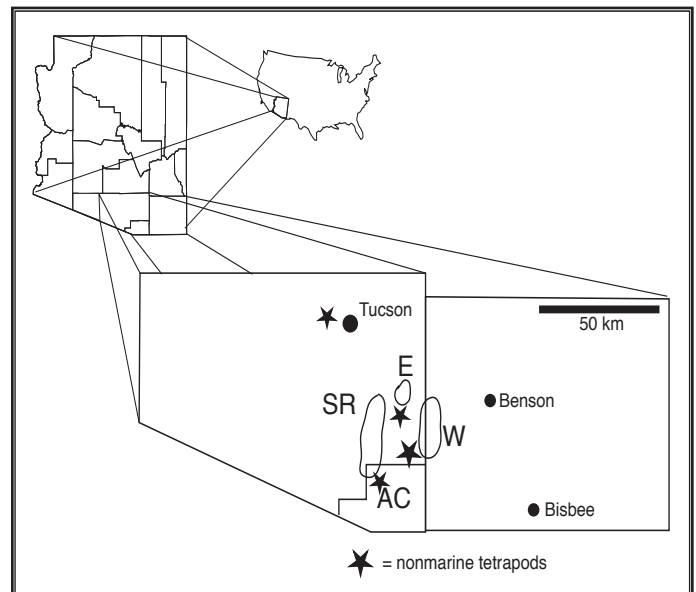 Tucson
50 km
E
SR
Benson
W
AC
Bisbee
= nonmarine tetrapods